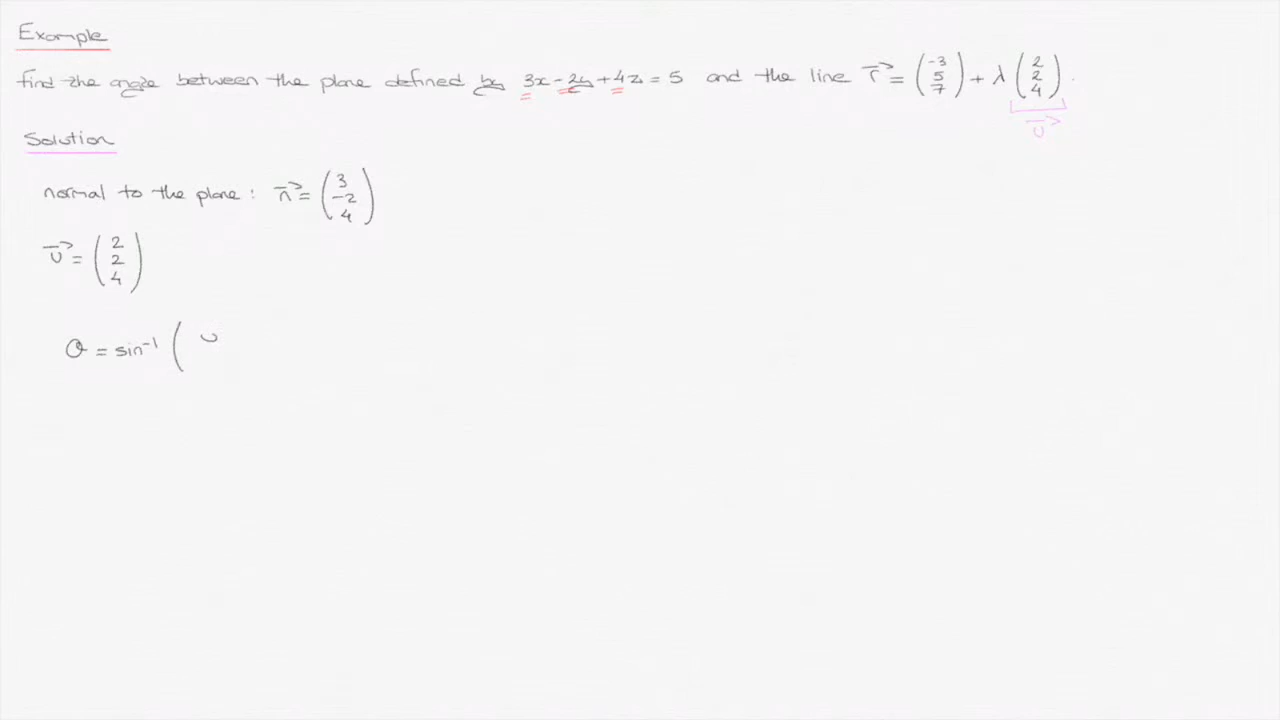 Example
Find the angle between the plane defined by 3x-2y+4z=5 and the line r⃗ = (-3 5 7) + λ (2 2 4).
u⃗
Solution
normal to the plane : n⃗ = (3 -2 4)
u⃗ = (2 2 4)
θ = sin⁻¹ ( u